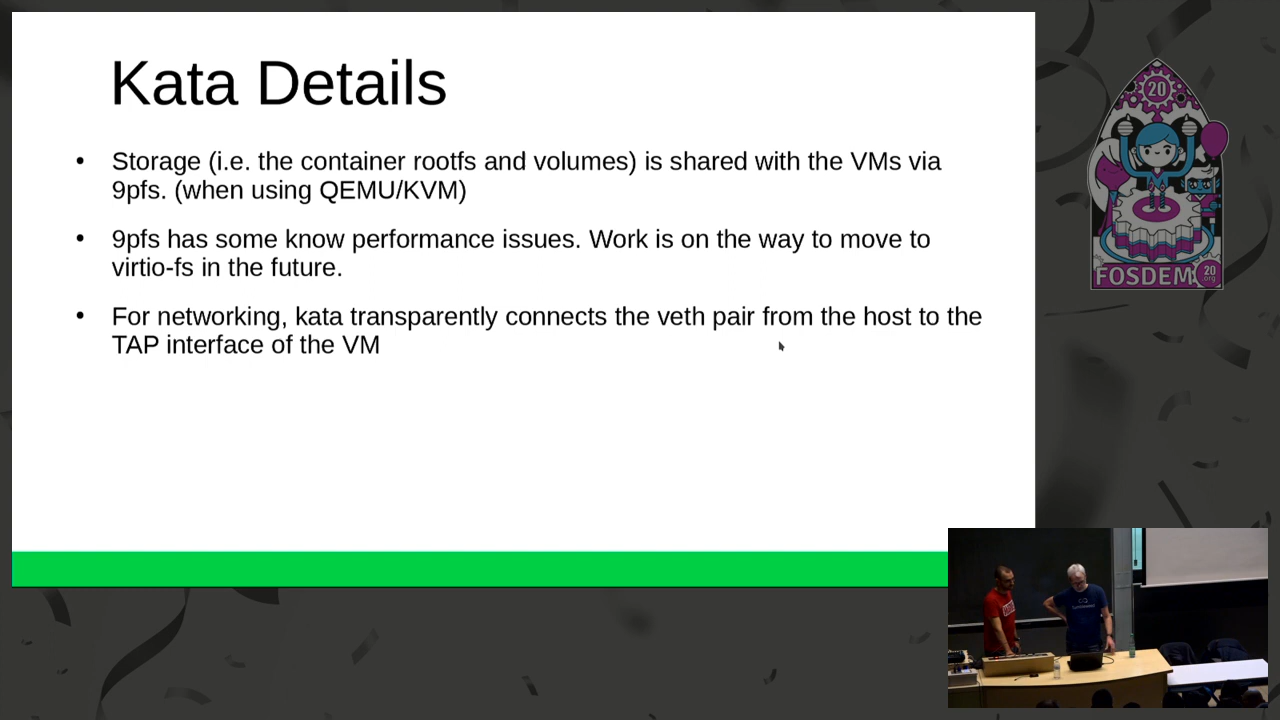 Kata Details
• Storage (i.e. the container rootfs and volumes) is shared with the VMs via
9pfs. (when using QEMU/KVM)
• 9pfs has some know performance issues. Work is on the way to move to
virtio-fs in the future.
• For networking, kata transparently connects the veth pair from the host to the
TAP interface of the VM
20
FOSDEM 20
.org